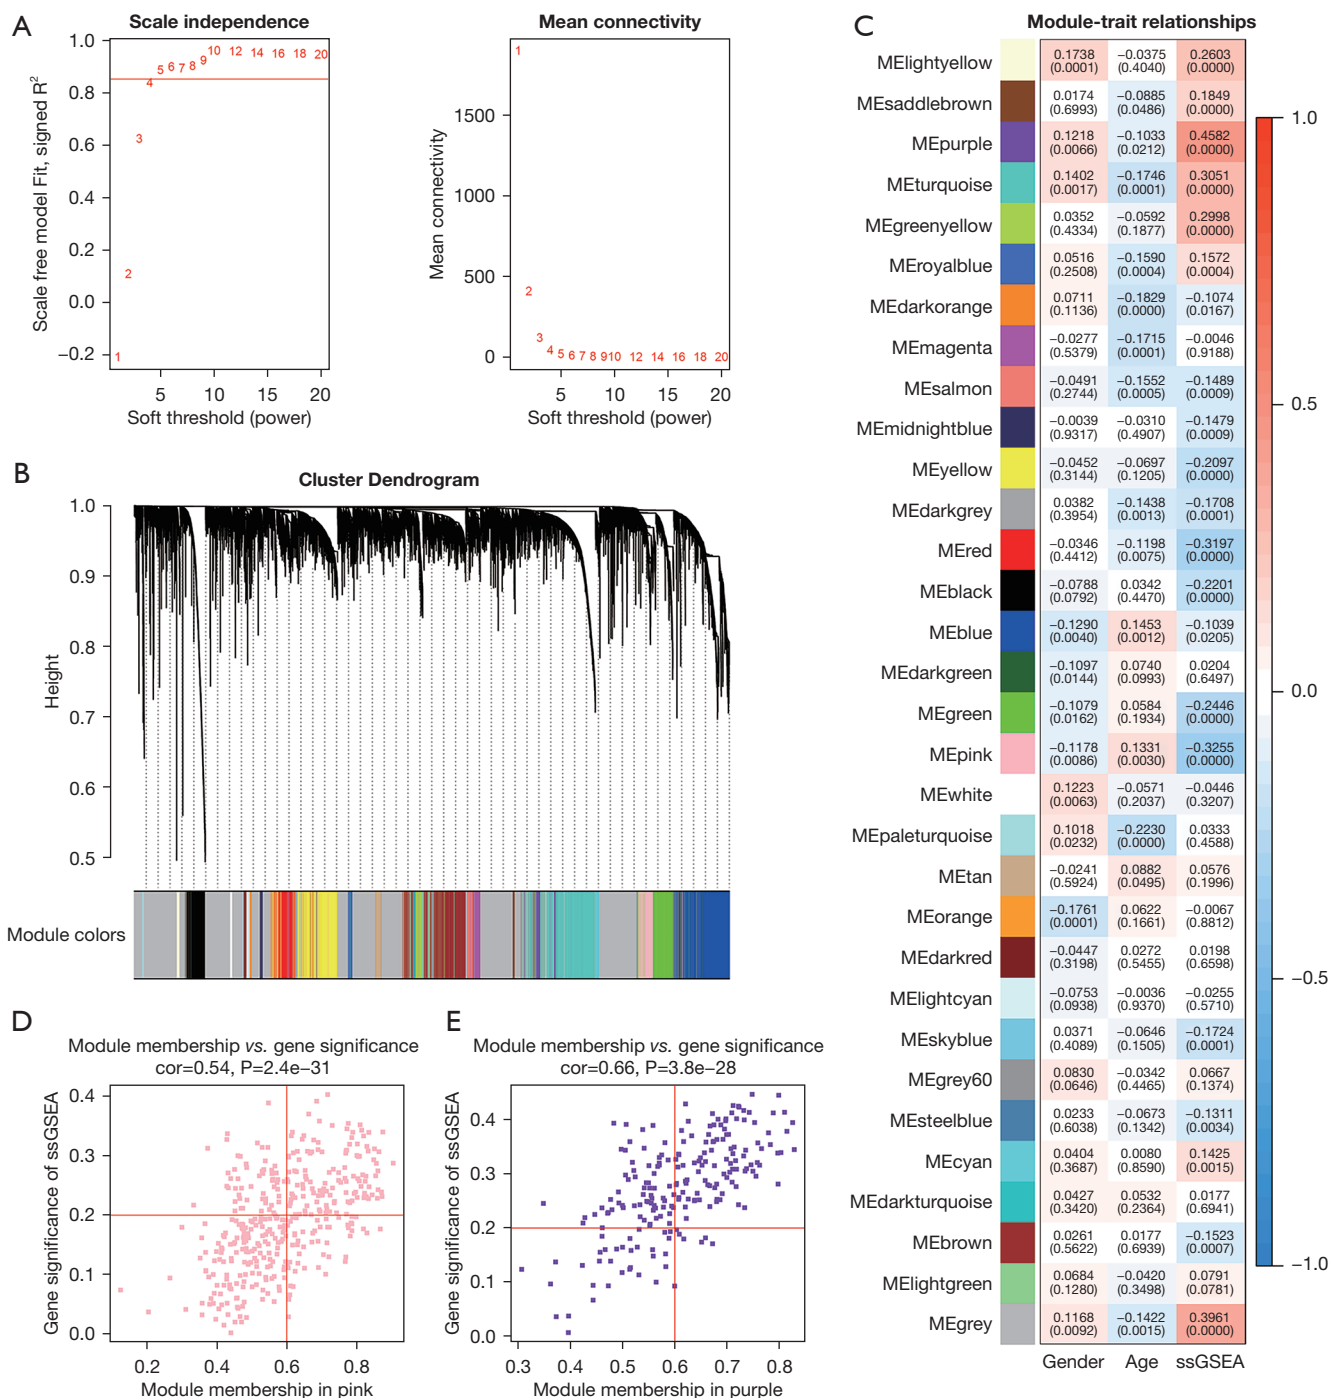 A
Scale independence
Scale free model Fit, signed R²
1.0
0.8
0.6
0.4
0.2
0.0
−0.2
1
2
3
4
5
6
7
8
9
10
12
14
16
18
20
5
10
15
20
Soft threshold (power)
Mean connectivity
Mean connectivity
1500
1000
500
0
1
2
3
4
5
6
7
8
9
10
12
14
16
18
20
5
10
15
20
Soft threshold (power)
B
Cluster Dendrogram
Height
1.0
0.9
0.8
0.7
0.6
0.5
Module colors
C
Module-trait relationships
MElightyellow 0.1738 (0.0001) −0.0375 (0.4040) 0.2603 (0.0000)
MEsaddlebrown 0.0174 (0.6993) −0.0885 (0.0486) 0.1849 (0.0000)
MEpurple 0.1218 (0.0066) −0.1033 (0.0212) 0.4582 (0.0000)
MEturquoise 0.1402 (0.0017) −0.1746 (0.0001) 0.3051 (0.0000)
MEgreenyellow 0.0352 (0.4334) −0.0592 (0.1877) 0.2998 (0.0000)
MEroyalblue 0.0516 (0.2508) −0.1590 (0.0004) 0.1572 (0.0004)
MEdarkorange 0.0711 (0.1136) −0.1829 (0.0000) −0.1074 (0.0167)
MEmagenta −0.0277 (0.5379) −0.1715 (0.0001) −0.0046 (0.9188)
MEsalmon −0.0491 (0.2744) −0.1552 (0.0005) −0.1489 (0.0009)
MEmidnightblue −0.0039 (0.9317) −0.0310 (0.4907) −0.1479 (0.0009)
MEyellow −0.0452 (0.3144) −0.0697 (0.1205) −0.2097 (0.0000)
MEdarkgrey 0.0382 (0.3954) −0.1438 (0.0013) −0.1708 (0.0001)
MEred −0.0346 (0.4412) −0.1198 (0.0075) −0.3197 (0.0000)
MEblack −0.0788 (0.0792) 0.0342 (0.4470) −0.2201 (0.0000)
MEblue −0.1290 (0.0040) 0.1453 (0.0012) −0.1039 (0.0205)
MEdarkgreen −0.1097 (0.0144) 0.0740 (0.0993) 0.0204 (0.6497)
MEgreen −0.1079 (0.0162) 0.0584 (0.1934) −0.2446 (0.0000)
MEpink −0.1178 (0.0086) 0.1331 (0.0030) −0.3255 (0.0000)
MEwhite 0.1223 (0.0063) −0.0571 (0.2037) −0.0446 (0.3207)
MEpaleturquoise 0.1018 (0.0232) −0.2230 (0.0000) 0.0333 (0.4588)
MEtan −0.0241 (0.5924) 0.0882 (0.0495) 0.0576 (0.1996)
MEorange −0.1761 (0.0001) 0.0622 (0.1661) −0.0067 (0.8812)
MEdarkred −0.0447 (0.3198) 0.0272 (0.5455) 0.0198 (0.6598)
MElightcyan −0.0753 (0.0938) −0.0036 (0.9370) −0.0255 (0.5710)
MEskyblue 0.0371 (0.4089) −0.0646 (0.1505) −0.1724 (0.0001)
MEgrey60 0.0830 (0.0646) −0.0342 (0.4465) 0.0667 (0.1374)
MEsteelblue 0.0233 (0.6038) −0.0673 (0.1342) −0.1311 (0.0034)
MEcyan 0.0404 (0.3687) 0.0080 (0.8590) 0.1425 (0.0015)
MEdarkturquoise 0.0427 (0.3420) 0.0532 (0.2364) 0.0177 (0.6941)
MEbrown 0.0261 (0.5622) 0.0177 (0.6939) −0.1523 (0.0007)
MElightgreen 0.0684 (0.1280) −0.0420 (0.3498) 0.0791 (0.0781)
MEgrey 0.1168 (0.0092) −0.1422 (0.0015) 0.3961 (0.0000)
Gender Age ssGSEA
1.0
0.5
0.0
−0.5
−1.0
D
Module membership vs. gene significance
cor=0.54, P=2.4e−31
Gene significance of ssGSEA
0.4
0.3
0.2
0.1
0.0
0.2
0.4
0.6
0.8
Module membership in pink
E
Module membership vs. gene significance
cor=0.66, P=3.8e−28
Gene significance of ssGSEA
0.4
0.3
0.2
0.1
0.0
0.3
0.4
0.5
0.6
0.7
0.8
Module membership in purple